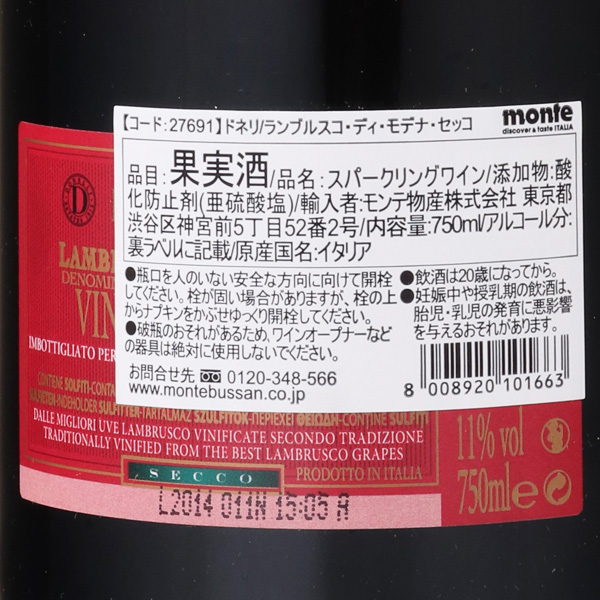 monte
discover & taste ITALIA
【コード:27691】ドネリ/ランブルスコ・ディ・モデナ・セッコ
品目:果実酒/品名:スパークリングワイン/添加物:酸
化防止剤(亜硫酸塩)/輸入者:モンテ物産株式会社 東京都
渋谷区神宮前5丁目52番2号/内容量:750ml/アルコール分:
裏ラベルに記載/原産国名:イタリア
●瓶口を人のいない安全な方向に向けて開栓
してください。栓が固い場合がありますが、栓の上
からナプキンをかぶせゆっくり開栓してください。
●破瓶のおそれがあるため、ワインオープナーなど
の器具は絶対に使用しないでください。
お問合せ先 0120-348-566
www.montebussan.co.jp
●飲酒は20歳になってから。
●妊娠中や授乳期の飲酒は、
胎児・乳児の発育に悪影響
を与えるおそれがあります。
8 008920 101663
D
LAMB
DENOMIN
VIN
IMBOTTIGLIATO PER
CONTIENE SOLFITI-CONTA
SULFIETEN-INDEHOLDER SULFITTER-TARTALMAZ SZULFITOK-ΠΕΡΙΕΧΕΙ ΘΕΙΩΔΗ-CONTINE SULFITI
DALLE MIGLIORI UVE LAMBRUSCO VINIFICATE SECONDO TRADIZIONE
TRADITIONALLY VINIFIED FROM THE BEST LAMBRUSCO GRAPES
SECCO
PRODOTTO IN ITALIA
11% vol
750ml e
L2014 011N 15:05 A